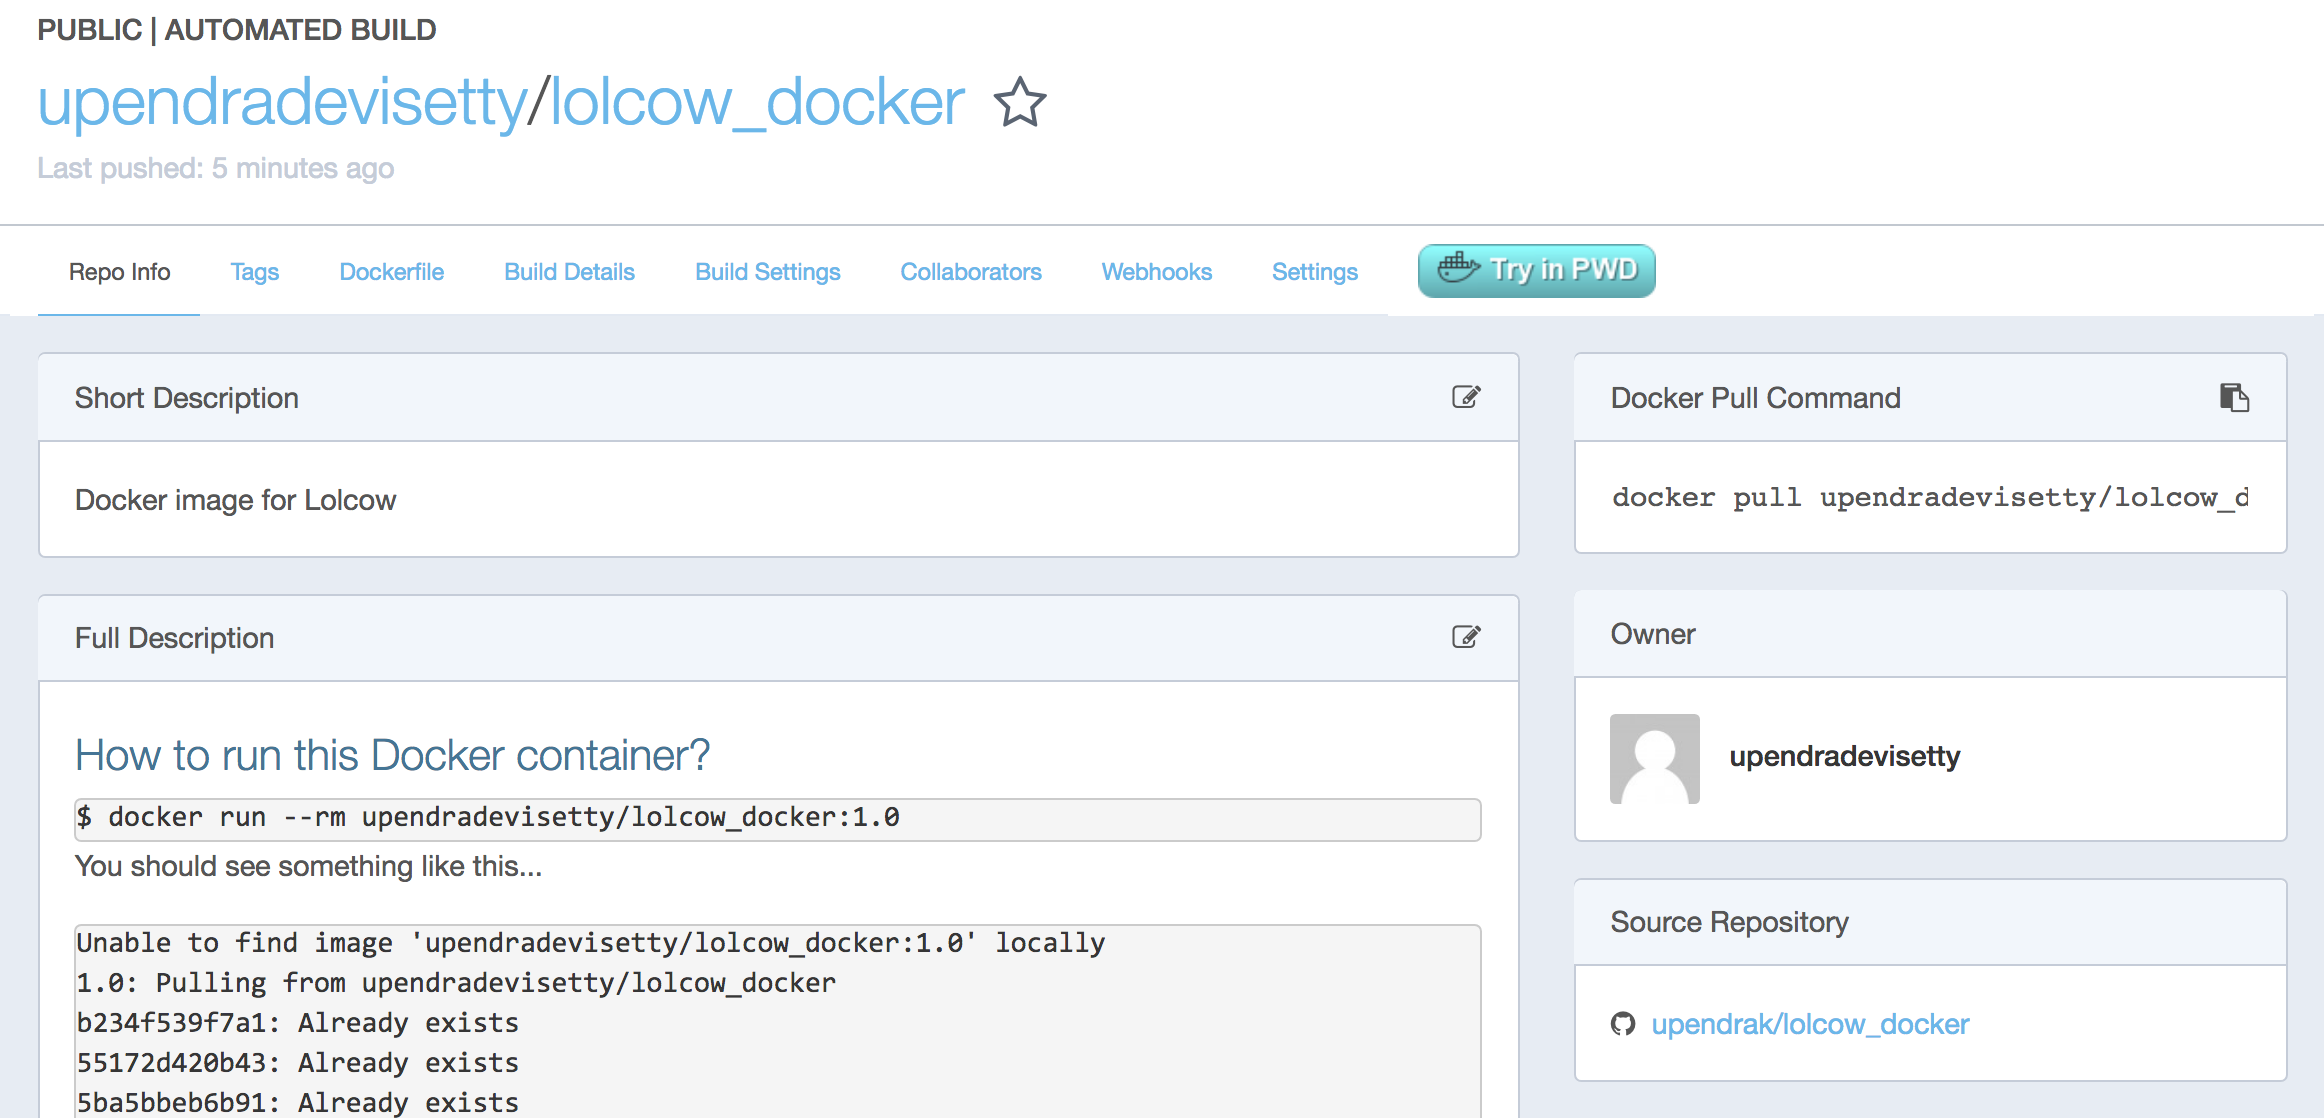 PUBLIC | AUTOMATED BUILD
upendradevisetty/lolcow_docker
Last pushed: 5 minutes ago
Repo Info Tags Dockerfile Build Details Build Settings Collaborators Webhooks Settings Try in PWD
Short Description
Docker image for Lolcow
Full Description
How to run this Docker container?
$ docker run --rm upendradevisetty/lolcow_docker:1.0
You should see something like this...
Unable to find image 'upendradevisetty/lolcow_docker:1.0' locally
1.0: Pulling from upendradevisetty/lolcow_docker
b234f539f7a1: Already exists
55172d420b43: Already exists
5ba5bbeb6b91: Already exists
Docker Pull Command
docker pull upendradevisetty/lolcow_d
Owner
upendradevisetty
Source Repository
upendrak/lolcow_docker